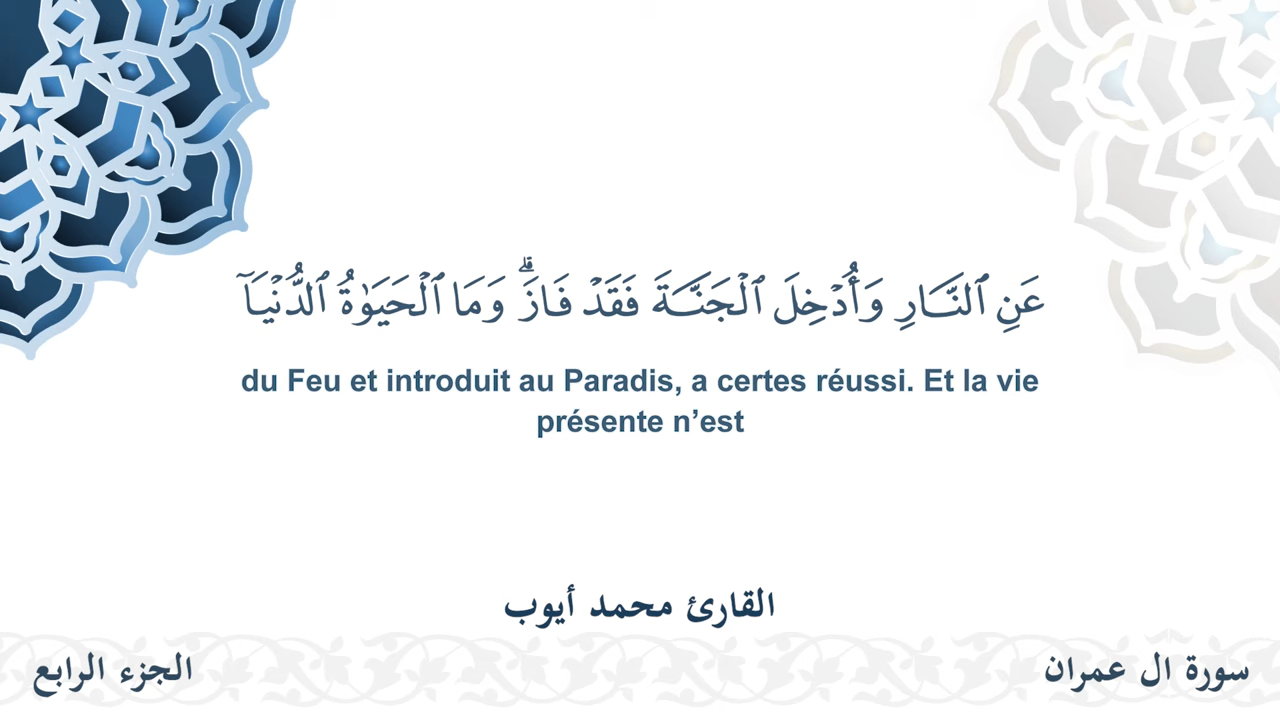 عَنِ ٱلنَّارِ وَأُدْخِلَ ٱلْجَنَّةَ فَقَدْ فَازَ ۗ وَمَا ٱلْحَيَوٰةُ ٱلدُّنْيَآ
du Feu et introduit au Paradis, a certes réussi. Et la vie
présente n’est
القارئ محمد أيوب
سورة ال عمران
الجزء الرابع